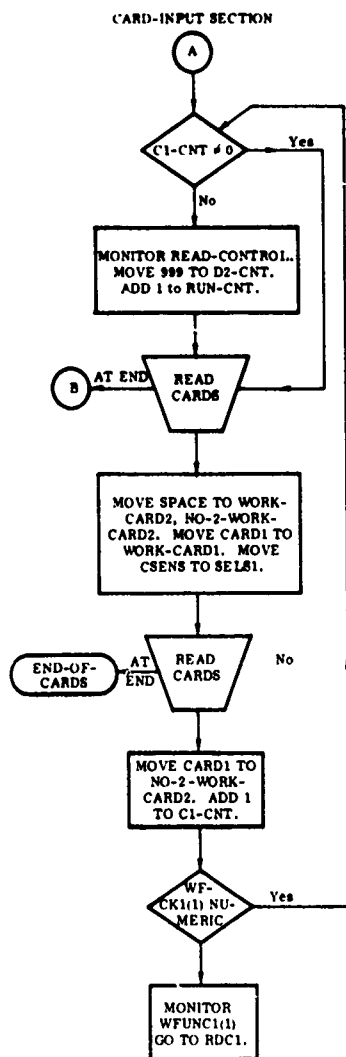 CARD-INPUT SECTION
A
C1-CNT ≠ 0
Yes
No
MONITOR READ-CONTROL.
MOVE 999 TO D2-CNT.
ADD 1 to RUN-CNT.
B
AT END
READ
CARDS
MOVE SPACE TO WORK-
CARD2, NO-2-WORK-
CARD2. MOVE CARD1 TO
WORK-CARD1. MOVE
CSENS TO SELS1.
END-OF-
CARDS
AT
END
READ
CARDS
No
MOVE CARD1 TO
NO-2-WORK-
CARD2. ADD 1
TO C1-CNT.
WF-
CK1(1) NU-
MERIC
Yes
MONITOR
WFUNC1(1)
GO TO RDC1.